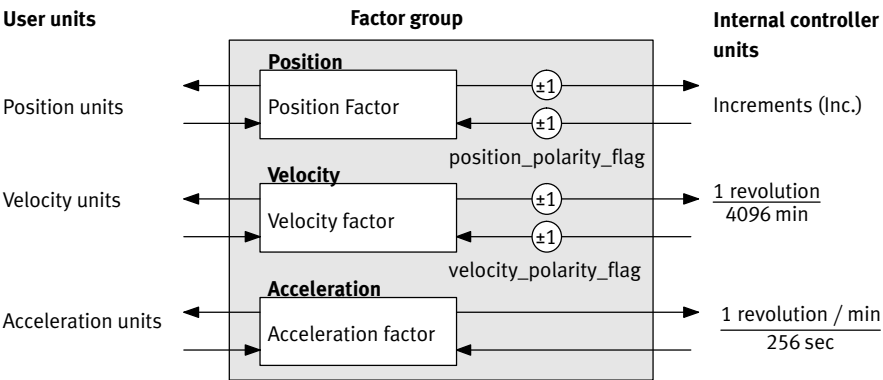 User units
Factor group
Internal controller
units
Position
Position units
Position Factor
±1
±1
Increments (Inc.)
position_polarity_flag
Velocity
Velocity units
Velocity factor
±1
±1
1 revolution
4096 min
velocity_polarity_flag
Acceleration
Acceleration units
Acceleration factor
1 revolution / min
256 sec